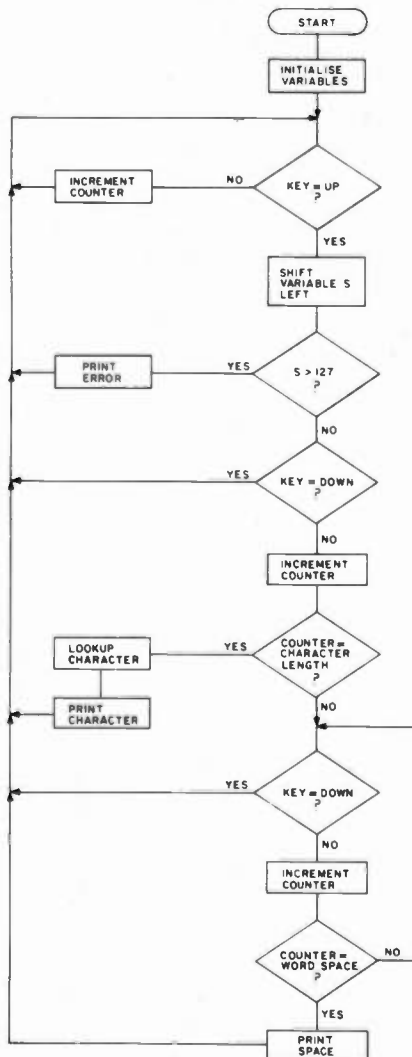 START
INITIALISE
VARIABLES
KEY = UP
?
NO
INCREMENT
COUNTER
YES
SHIFT
VARIABLE S
LEFT
S > 127
?
YES
PRINT
ERROR
NO
KEY = DOWN
?
YES
NO
INCREMENT
COUNTER
COUNTER =
CHARACTER
LENGTH
?
YES
LOOKUP
CHARACTER
PRINT
CHARACTER
NO
KEY = DOWN
?
YES
NO
INCREMENT
COUNTER
COUNTER =
WORD SPACE
?
NO
YES
PRINT
SPACE